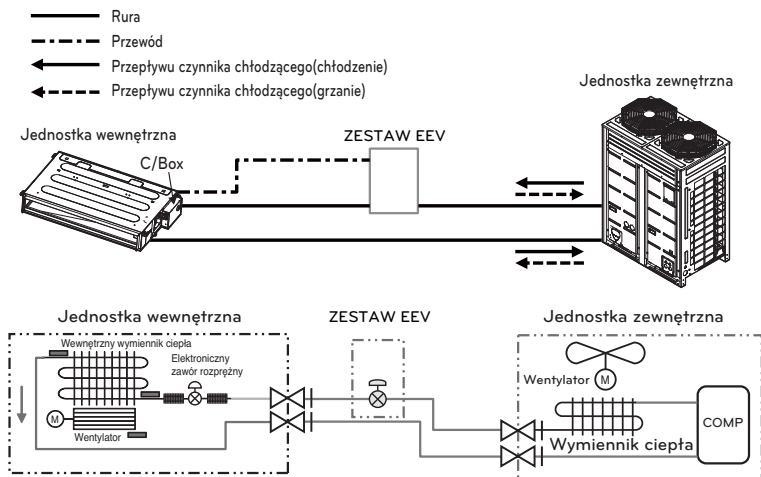 Rura
Przewód
Przepływu czynnika chłodzącego(chłodzenie)
Przepływu czynnika chłodzącego(grzanie)
Jednostka zewnętrzna
Jednostka wewnętrzna
ZESTAW EEV
C/Box
Jednostka wewnętrzna
ZESTAW EEV
Jednostka zewnętrzna
Wewnętrzny wymiennik ciepła
Elektroniczny
zawór rozprężny
Wentylator
M
M
COMP
Wymiennik ciepła
Wentylator